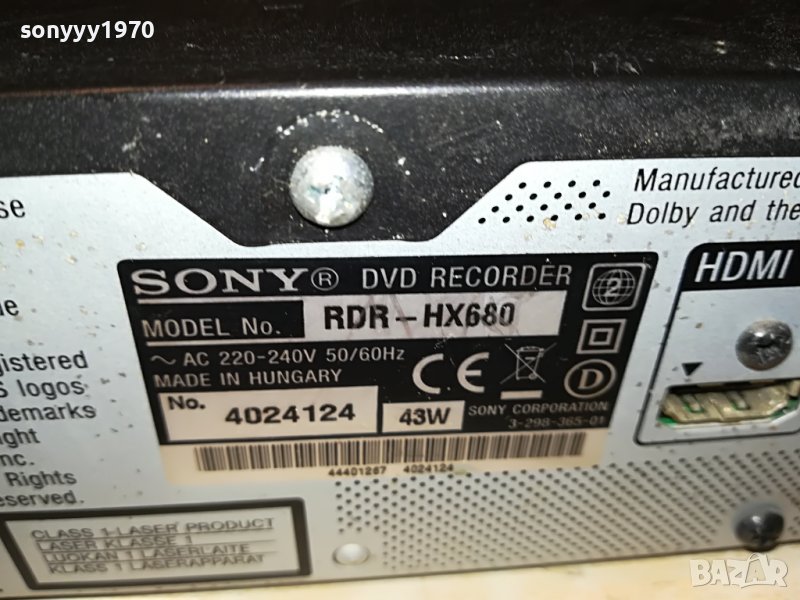 sonyyy1970
se
Manufactured
Dolby and the
HDMI
SONY® DVD RECORDER
2
MODEL No. RDR-HX680
~ AC 220-240V 50/60Hz
MADE IN HUNGARY
CE
D
No. 4024124 43W
SONY CORPORATION
3-298-365-01
44401267 4024124
le
gistered
S logos
demarks
ight
nc.
Rights
eserved.
CLASS 1 LASER PRODUCT
LASER KLASSE 1
LUOKAN 1 LASERLAITE
KLASS 1 LASERAPPARAT
BAZAR